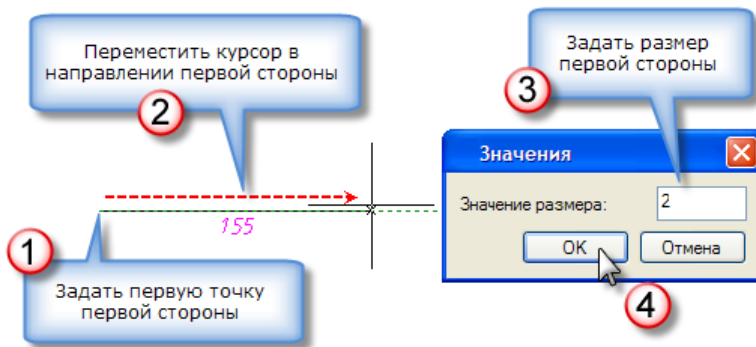 Переместить курсор в
направлении первой стороны
2
Задать размер
первой стороны
3
Значения
Значение размера:
2
OK
Отмена
4
155
1
Задать первую точку
первой стороны